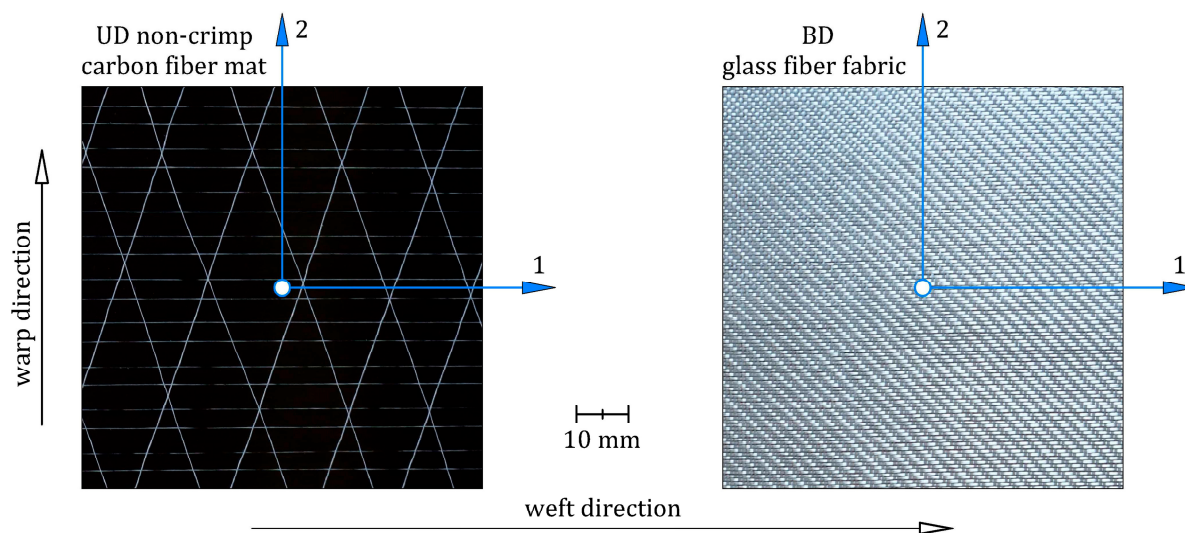 UD non-crimp
carbon fiber mat
2
1
warp direction
BD
glass fiber fabric
2
1
10 mm
weft direction